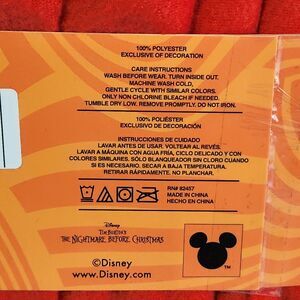 100% POLYESTER
EXCLUSIVE OF DECORATION
CARE INSTRUCTIONS
WASH BEFORE WEAR. TURN INSIDE OUT.
MACHINE WASH COLD,
GENTLE CYCLE WITH SIMILAR COLORS.
ONLY NON CHLORINE BLEACH IF NEEDED.
TUMBLE DRY LOW. REMOVE PROMPTLY. DO NOT IRON.
100% POLIÉSTER
EXCLUSIVO DE DECORACIÓN
INSTRUCCIONES DE CUIDADO
LAVAR ANTES DE USAR. VOLTEAR AL REVÉS.
LAVAR A MÁQUINA CON AGUA FRÍA, CICLO DELICADO Y CON
COLORES SIMILARES. SÓLO BLANQUEADOR SIN CLORO CUANDO
SI ES NECESARIO. SECAR A BAJA TEMPERATURA.
RETIRAR RÁPIDAMENTE. NO PLANCHAR.
RN# 82457
MADE IN CHINA
HECHO EN CHINA
Disney
TIM BURTON'S
THE NIGHTMARE BEFORE CHRISTMAS
©Disney
www.Disney.com
TM